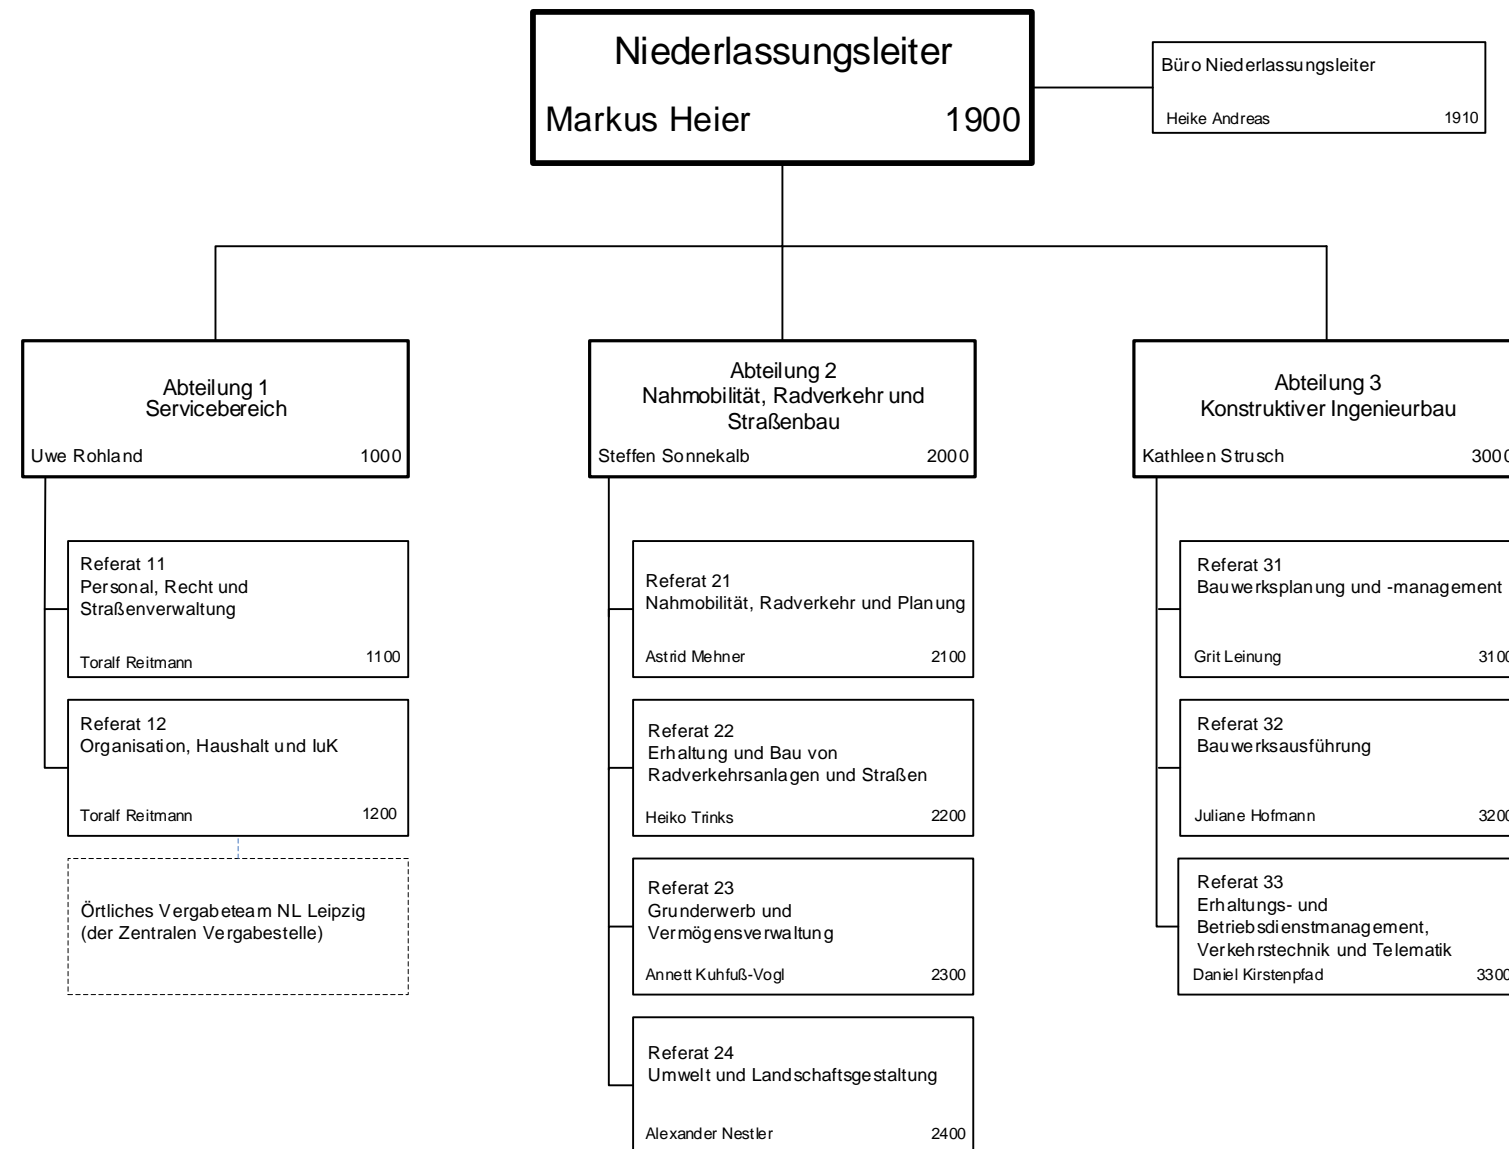 Niederlassungsleiter
Markus Heier 1900
Büro Niederlassungsleiter
Heike Andreas 1910
Abteilung 1
Servicebereich
Uwe Rohland 1000
Referat 11
Personal, Recht und
Straßenverwaltung
Toralf Reitmann 1100
Referat 12
Organisation, Haushalt und IuK
Toralf Reitmann 1200
Örtliches Vergabeteam NL Leipzig
(der Zentralen Vergabestelle)
Abteilung 2
Nahmobilität, Radverkehr und
Straßenbau
Steffen Sonnekalb 2000
Referat 21
Nahmobilität, Radverkehr und Planung
Astrid Mehner 2100
Referat 22
Erhaltung und Bau von
Radverkehrsanlagen und Straßen
Heiko Trinks 2200
Referat 23
Grunderwerb und
Vermögensverwaltung
Annett Kuhfuß-Vogl 2300
Referat 24
Umwelt und Landschaftsgestaltung
Alexander Nestler 2400
Abteilung 3
Konstruktiver Ingenieurbau
Kathleen Strusch 3000
Referat 31
Bauwerksplanung und -management
Grit Leinung 3100
Referat 32
Bauwerksausführung
Juliane Hofmann 3200
Referat 33
Erhaltungs- und
Betriebsdienstmanagement,
Verkehrstechnik und Telematik
Daniel Kirstenpfad 3300